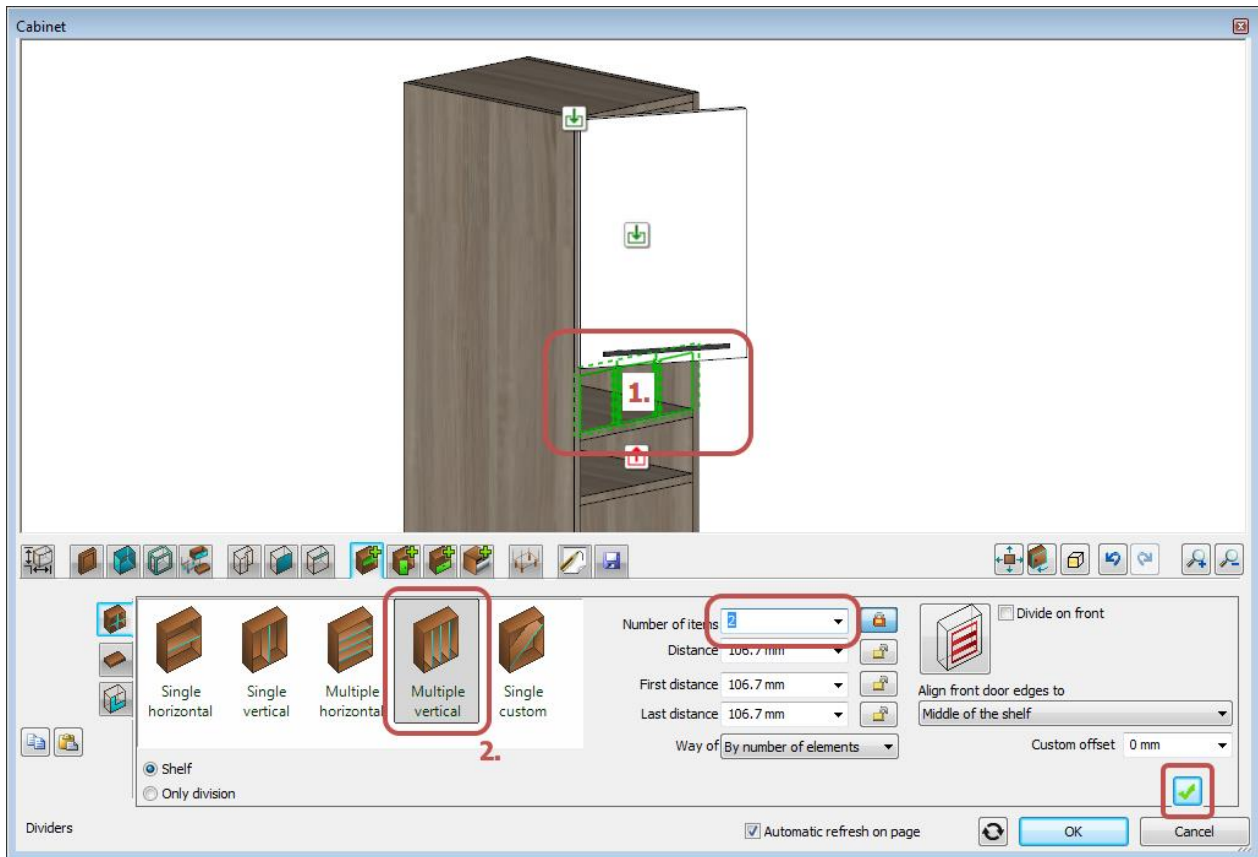 Cabinet
1.
Single horizontal
Single vertical
Multiple horizontal
Multiple vertical
Single custom
2.
Shelf
Only division
Number of items 2
Distance 106.7 mm
First distance 106.7 mm
Last distance 106.7 mm
Way of By number of elements
Divide on front
Align front door edges to
Middle of the shelf
Custom offset 0 mm
Dividers
Automatic refresh on page
OK
Cancel